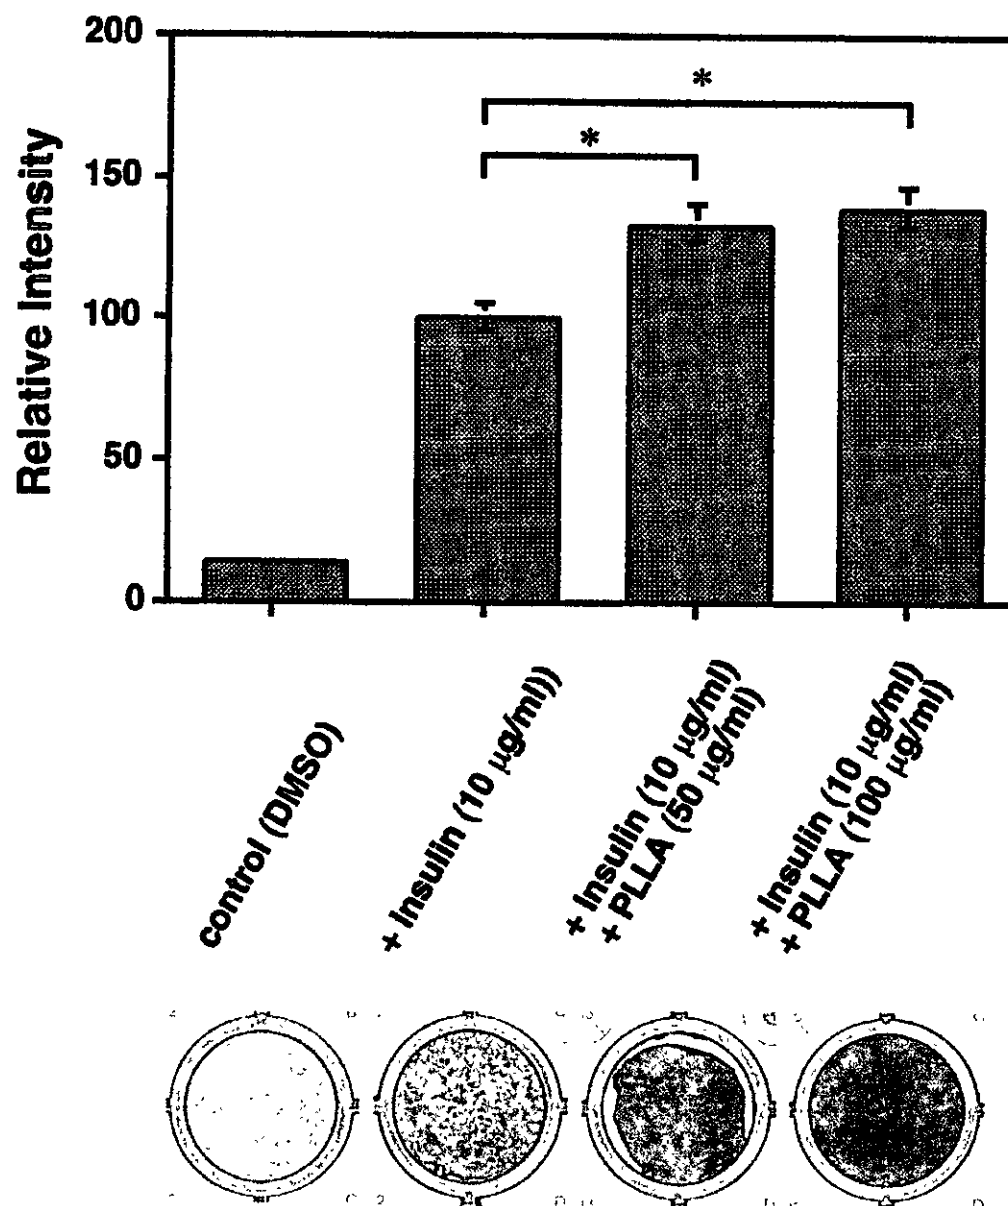 200
150
100
50
0
Relative Intensity
*
*
control (DMSO)
+ Insulin (10 μg/ml))
+ Insulin (10 μg/ml)
+ PLLA (50 μg/ml)
+ Insulin (10 μg/ml)
+ PLLA (100 μg/ml)